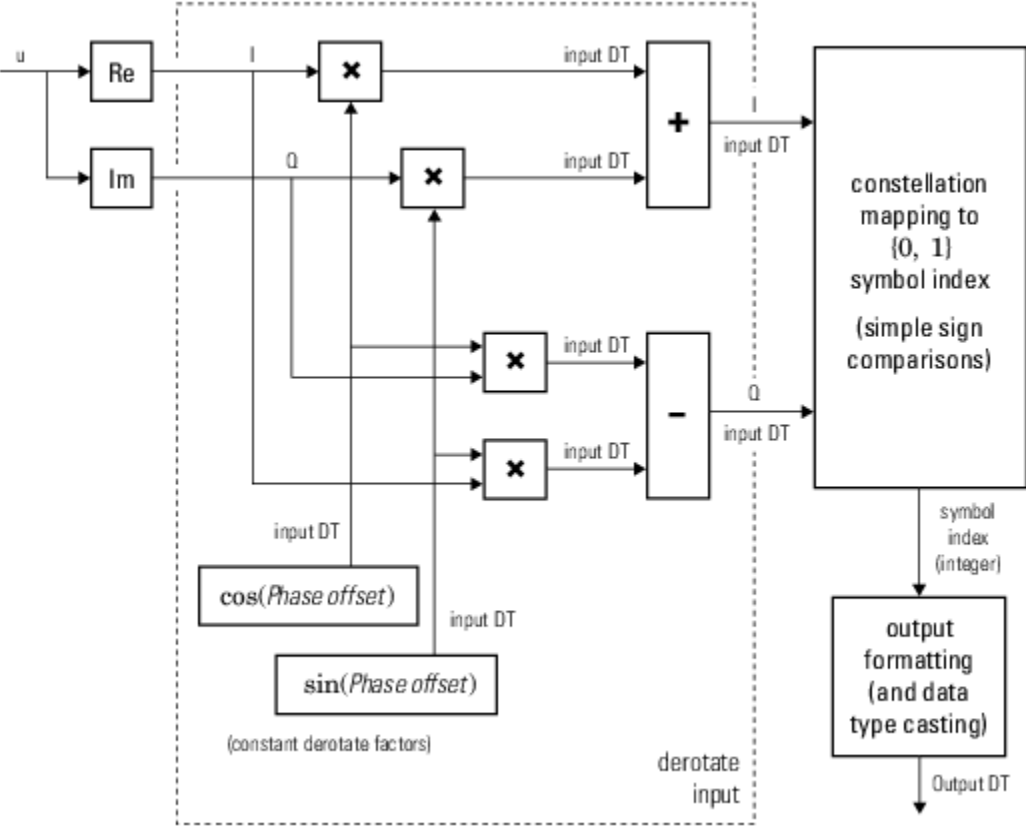 u
Re
I
×
input DT
+
I
input DT
Im
Q
×
input DT
constellation
mapping to
{0, 1}
symbol index
(simple sign
comparisons)
×
input DT
−
Q
input DT
×
input DT
input DT
cos(Phase offset)
input DT
sin(Phase offset)
(constant derotate factors)
derotate
input
symbol
index
(integer)
output
formatting
(and data
type casting)
Output DT